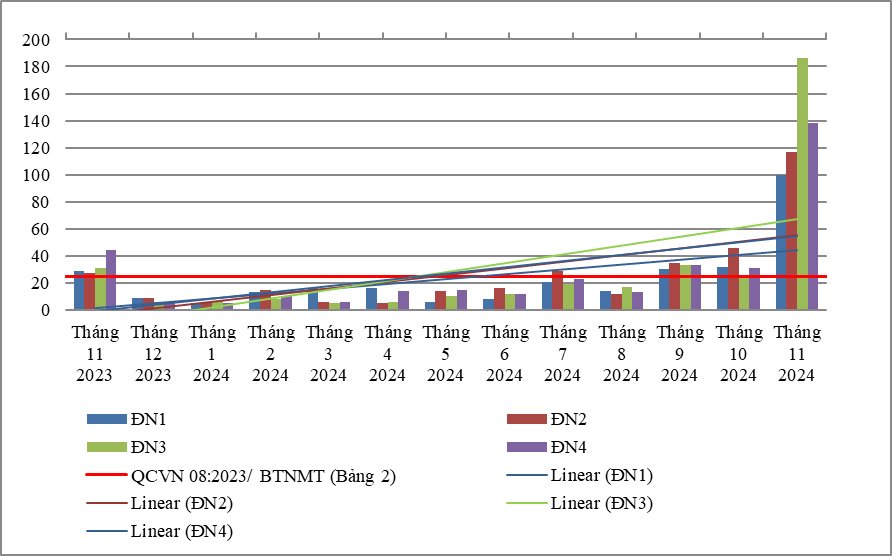 200
180
160
140
120
100
80
60
40
20
0
Tháng 11 2023
Tháng 12 2023
Tháng 1 2024
Tháng 2 2024
Tháng 3 2024
Tháng 4 2024
Tháng 5 2024
Tháng 6 2024
Tháng 7 2024
Tháng 8 2024
Tháng 9 2024
Tháng 10 2024
Tháng 11 2024
ĐN1
ĐN2
ĐN3
ĐN4
QCVN 08:2023/ BTNMT (Bảng 2)
Linear (ĐN1)
Linear (ĐN2)
Linear (ĐN3)
Linear (ĐN4)